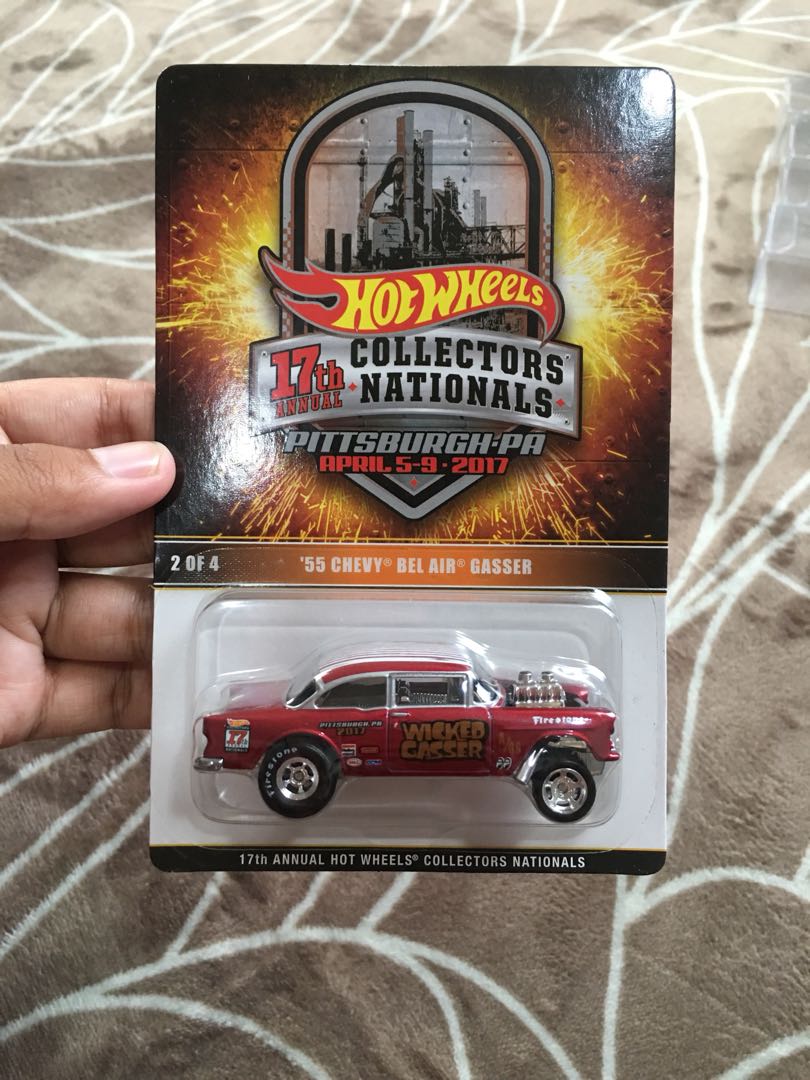 HOT WHEELS
17th ANNUAL COLLECTORS NATIONALS
PITTSBURGH·PA
APRIL 5-9 · 2017
2 OF 4
'55 CHEVY® BEL AIR® GASSER
PITTSBURGH, PA
2017
WICKED
GASSER
Firestone
Firestone
17th
17th ANNUAL HOT WHEELS® COLLECTORS NATIONALS